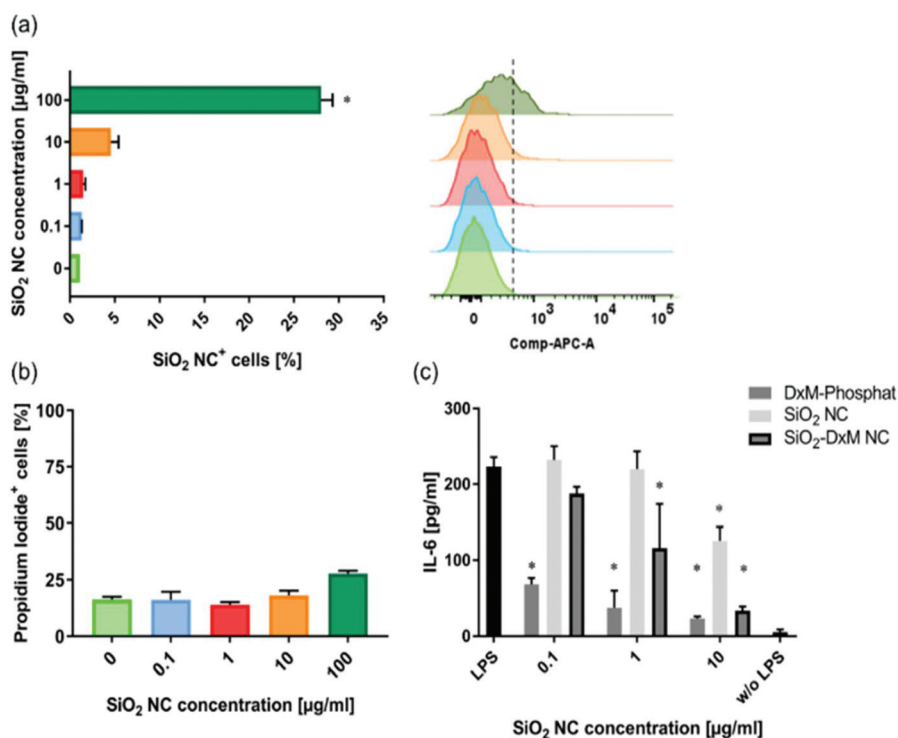 (a)
SiO₂ NC concentration [µg/ml]
100
10
1
0.1
0
*
0 5 10 15 20 25 30 35
SiO₂ NC⁺ cells [%]
0 10³ 10⁴ 10⁵
Comp-APC-A
(b)
Propidium Iodide⁺ cells [%]
100
75
50
25
0
0 0.1 1 10 100
SiO₂ NC concentration [µg/ml]
(c)
DxM-Phosphat
SiO₂ NC
SiO₂-DxM NC
IL-6 [pg/ml]
300
200
100
0
* * * * * *
LPS 0.1 1 10 w/o LPS
SiO₂ NC concentration [µg/ml]